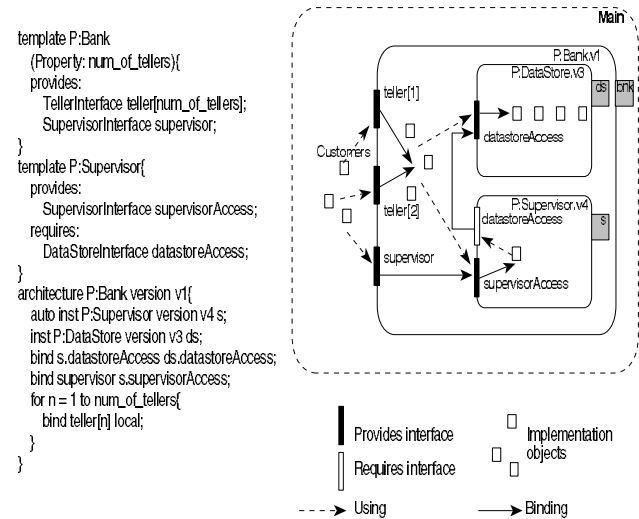 template P:Bank
(Property: num_of_tellers){
provides:
TellerInterface teller[num_of_tellers];
SupervisorInterface supervisor;
}
template P:Supervisor{
provides:
SupervisorInterface supervisorAccess;
requires:
DataStoreInterface datastoreAccess;
}
architecture P:Bank version v1{
auto inst P:Supervisor version v4 s;
inst P:DataStore version v3 ds;
bind s.datastoreAccess ds.datastoreAccess;
bind supervisor s.supervisorAccess;
for n = 1 to num_of_tellers{
bind teller[n] local;
}
}
Main
P:Bank.v1
P:DataStore.v3
ds
bnk
teller[1]
datastoreAccess
Customers
P:Supervisor.v4
teller[2]
datastoreAccess
s
supervisor
supervisorAccess
Provides interface
Implementation
objects
Requires interface
Using
Binding